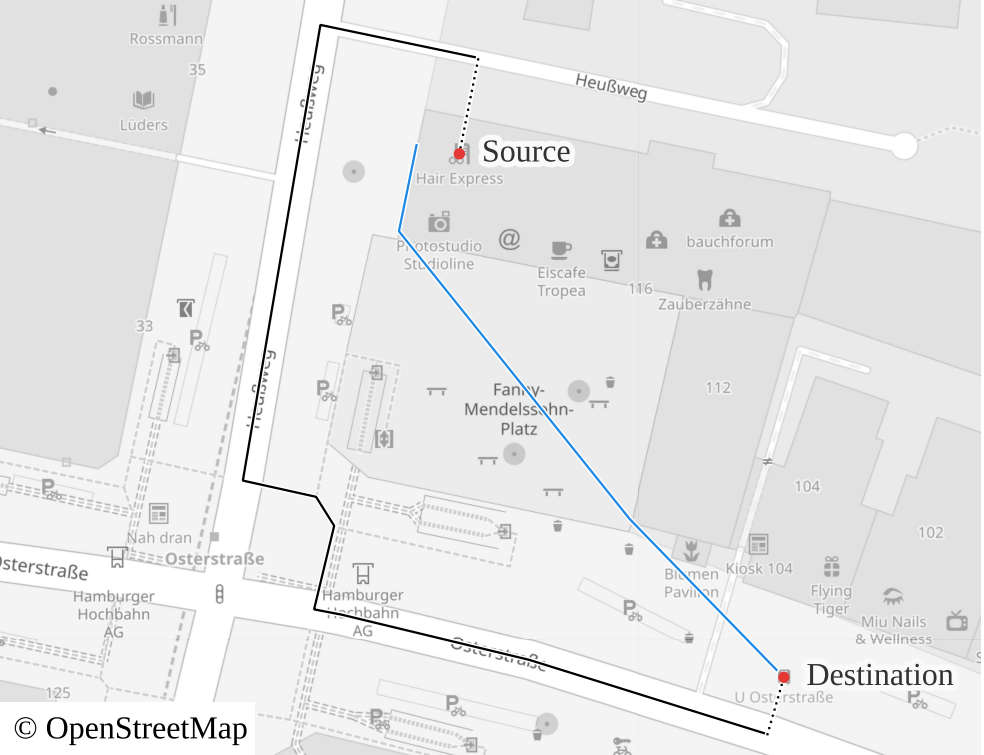 Rossmann
35
Lüders
Heußweg
Heußweg
Source
Hair Express
Photostudio
Studioline
@
Eiscafe
Tropea
bauchforum
116
Zauberzähne
33
Heußweg
112
Fanny-
Mendelssohn-
Platz
104
102
Nah dran
Osterstraße
Osterstraße
Hamburger
Hochbahn
AG
Hamburger
Hochbahn
AG
Blumen
Pavillon
Kiosk 104
Flying
Tiger
Miu Nails
& Wellness
Osterstraße
Destination
U Osterstraße
125
© OpenStreetMap